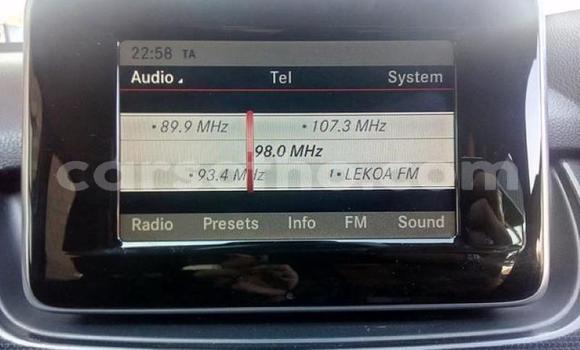 22:58 TA
Audio Tel System
• 89.9 MHz • 107.3 MHz
98.0 MHz
• 93.4 MHz 1• LEKOA FM
Radio Presets Info FM Sound